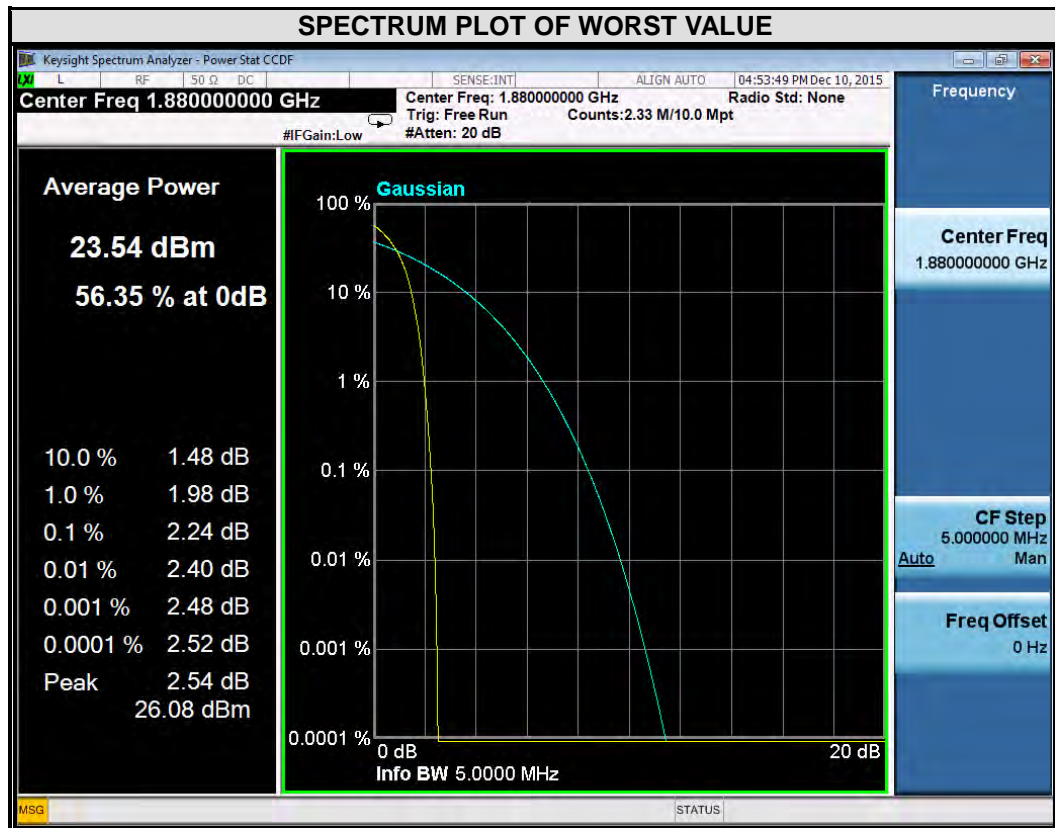 SPECTRUM PLOT OF WORST VALUE
Keysight Spectrum Analyzer - Power Stat CCDF
LXI L RF 50 Ω DC SENSE:INT ALIGN AUTO 04:53:49 PM Dec 10, 2015
Center Freq 1.880000000 GHz
Center Freq: 1.880000000 GHz Radio Std: None
Trig: Free Run Counts:2.33 M/10.0 Mpt
#IFGain:Low #Atten: 20 dB
Average Power
23.54 dBm
56.35 % at 0dB
10.0 % 1.48 dB
1.0 % 1.98 dB
0.1 % 2.24 dB
0.01 % 2.40 dB
0.001 % 2.48 dB
0.0001 % 2.52 dB
Peak 2.54 dB
26.08 dBm
Gaussian
100 %
10 %
1 %
0.1 %
0.01 %
0.001 %
0.0001 %
0 dB 20 dB
Info BW 5.0000 MHz
Frequency
Center Freq
1.880000000 GHz
CF Step
5.000000 MHz
Auto Man
Freq Offset
0 Hz
MSG STATUS